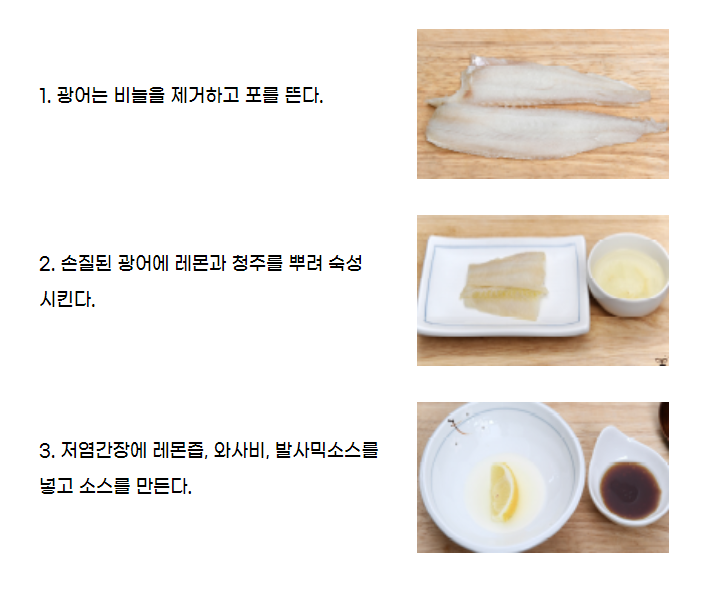 1. 광어는 비늘을 제거하고 포를 뜬다.
2. 손질된 광어에 레몬과 청주를 뿌려 숙성
시킨다.
3. 저염간장에 레몬즙, 와사비, 발사믹소스를
넣고 소스를 만든다.